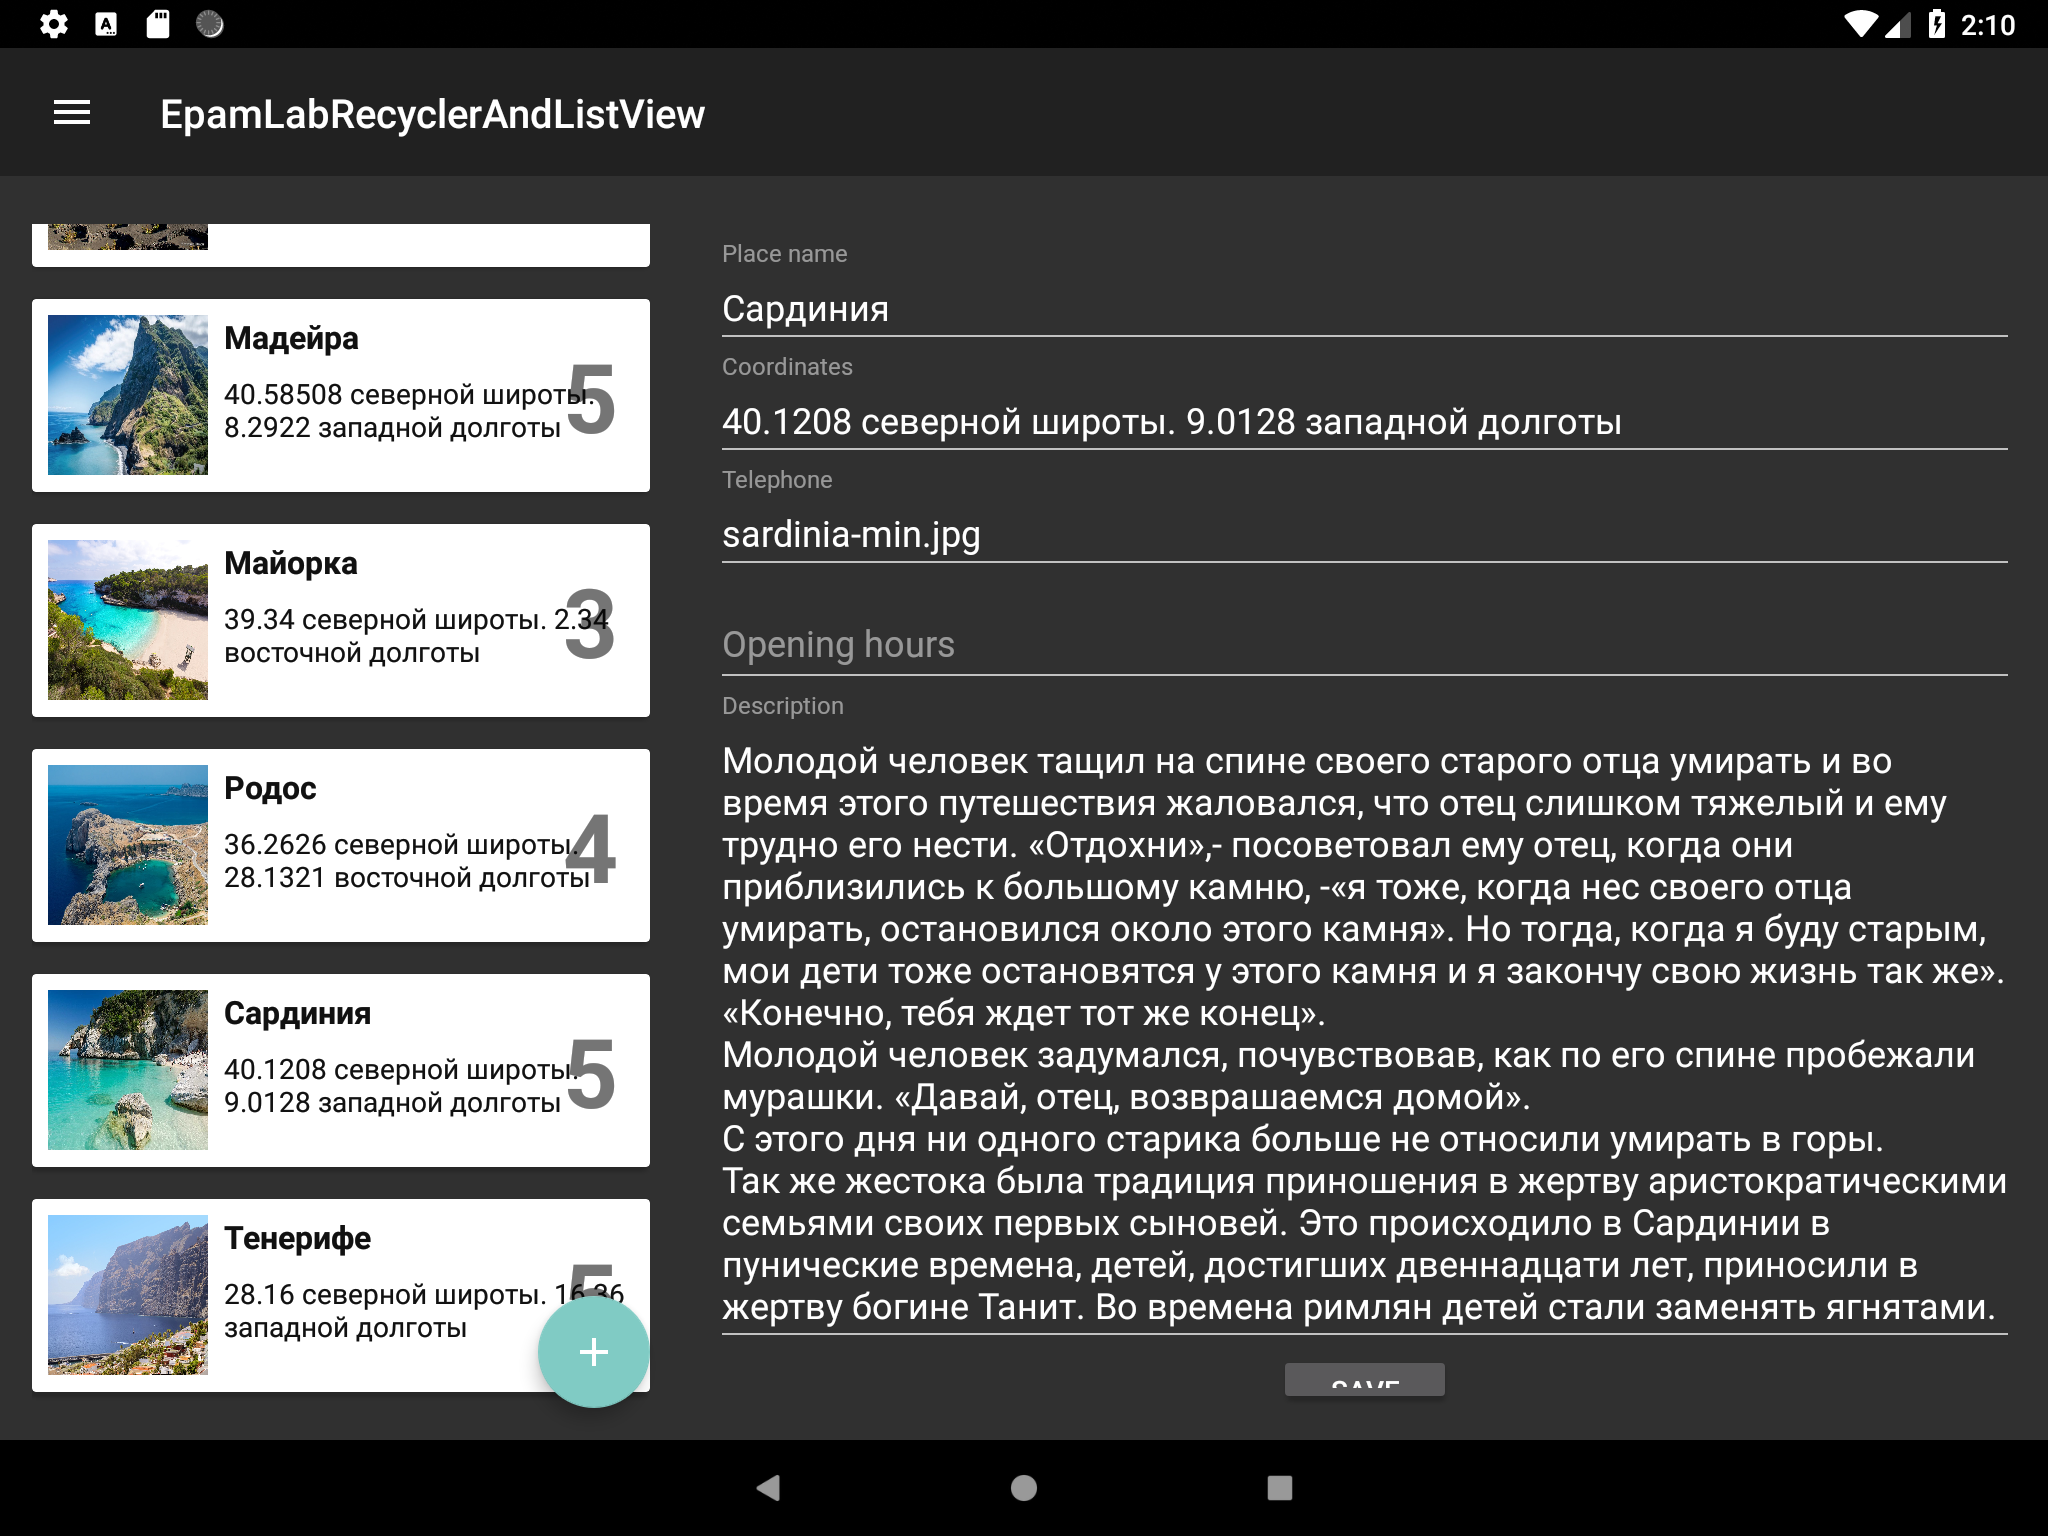 2:10
EpamLabRecyclerAndListView
Мадейра
40.58508 северной широты.
8.2922 западной долготы
5
Майорка
39.34 северной широты. 2.34
восточной долготы
3
Родос
36.2626 северной широты.
28.1321 восточной долготы
4
Сардиния
40.1208 северной широты.
9.0128 западной долготы
5
Тенерифе
28.16 северной широты. 16.36
западной долготы
5
Place name
Сардиния
Coordinates
40.1208 северной широты. 9.0128 западной долготы
Telephone
sardinia-min.jpg
Opening hours
Description
Молодой человек тащил на спине своего старого отца умирать и во
время этого путешествия жаловался, что отец слишком тяжелый и ему
трудно его нести. «Отдохни»,- посоветовал ему отец, когда они
приблизились к большому камню, -«я тоже, когда нес своего отца
умирать, остановился около этого камня». Но тогда, когда я буду старым,
мои дети тоже остановятся у этого камня и я закончу свою жизнь так же».
«Конечно, тебя ждет тот же конец».
Молодой человек задумался, почувствовав, как по его спине пробежали
мурашки. «Давай, отец, возврашаемся домой».
С этого дня ни одного старика больше не относили умирать в горы.
Так же жестока была традиция приношения в жертву аристократическими
семьями своих первых сыновей. Это происходило в Сардинии в
пунические времена, детей, достигших двеннадцати лет, приносили в
жертву богине Танит. Во времена римлян детей стали заменять ягнятами.
SAVE